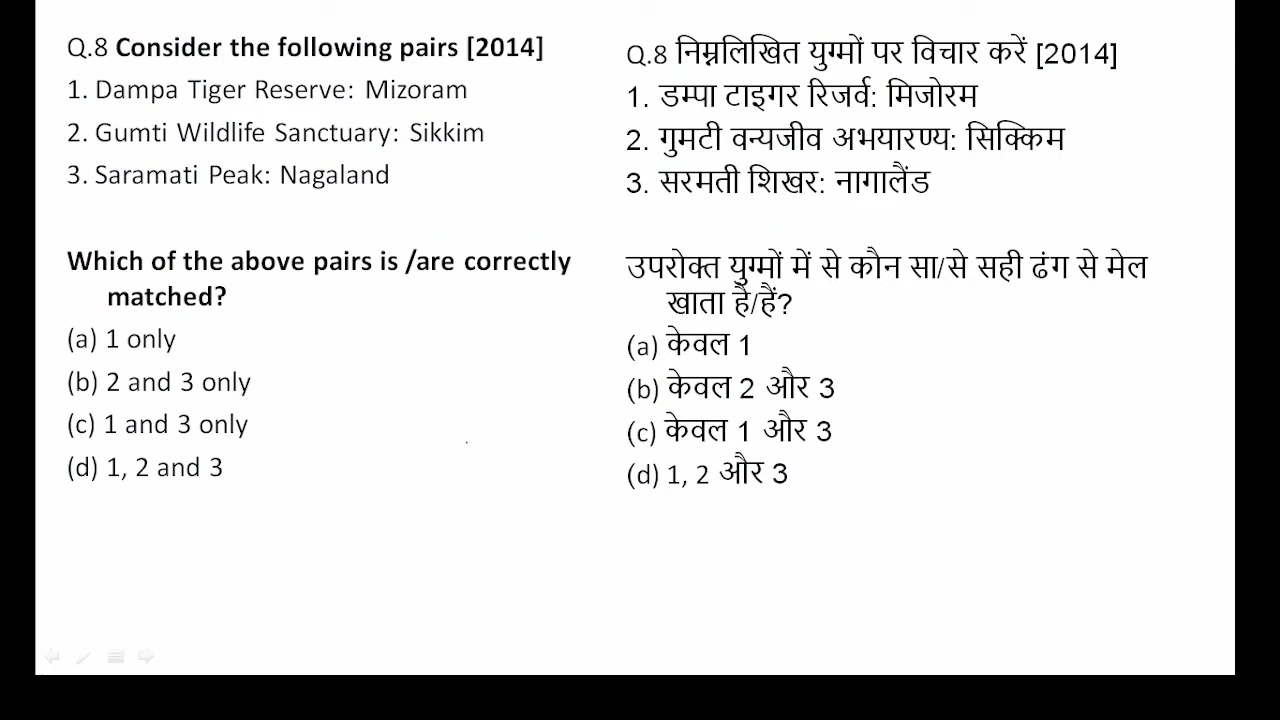 Q.8 Consider the following pairs [2014]
1. Dampa Tiger Reserve: Mizoram
2. Gumti Wildlife Sanctuary: Sikkim
3. Saramati Peak: Nagaland
Which of the above pairs is /are correctly
matched?
(a) 1 only
(b) 2 and 3 only
(c) 1 and 3 only
(d) 1, 2 and 3
Q.8 निम्नलिखित युग्मों पर विचार करें [2014]
1. डम्पा टाइगर रिजर्व: मिजोरम
2. गुमटी वन्यजीव अभयारण्य: सिक्किम
3. सरमती शिखर: नागालैंड
उपरोक्त युग्मों में से कौन सा/से सही ढंग से मेल
खाता है/हैं?
(a) केवल 1
(b) केवल 2 और 3
(c) केवल 1 और 3
(d) 1, 2 और 3